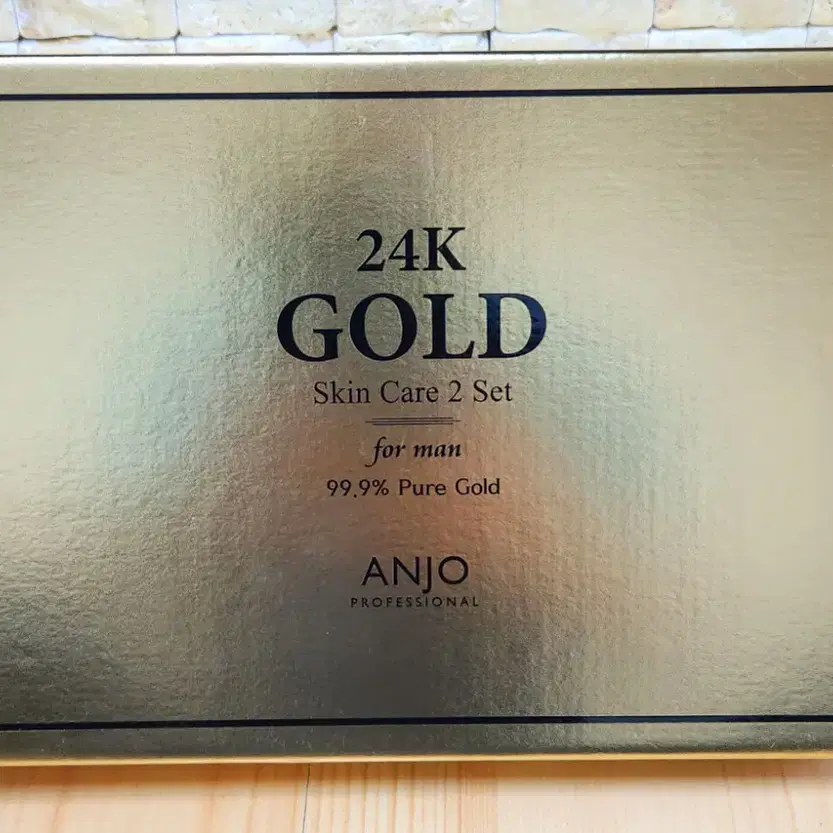 24K
GOLD
Skin Care 2 Set
for man
99.9% Pure Gold
ANJO
PROFESSIONAL